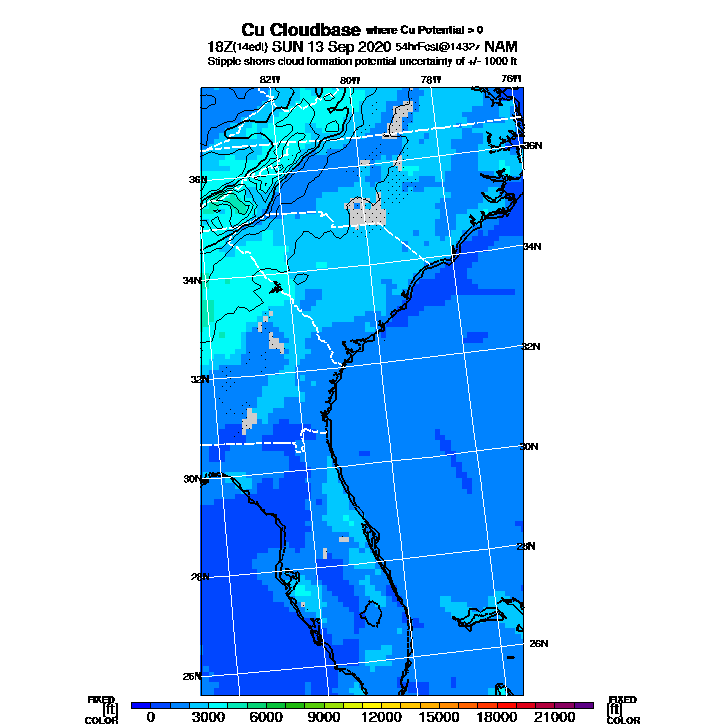 Cu Cloudbase where Cu Potential > 0
18Z(14edt) SUN 13 Sep 2020 54hrFcst@1432z NAM
Stipple shows cloud formation potential uncertainty of +/- 1000 ft
82W 80W 78W 76W
36N
36N
34N
34N
32N
32N
30N
30N
28N
28N
26N
26N
FIXED [ft] COLOR
0 3000 6000 9000 12000 15000 18000 21000
FIXED [ft] COLOR